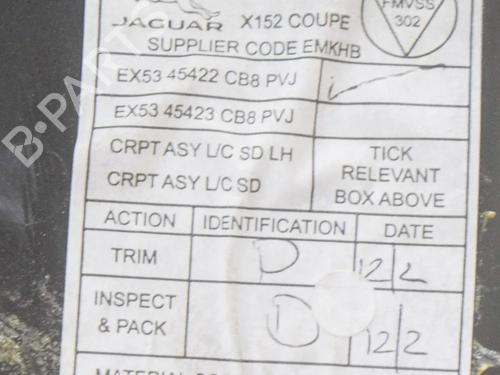 JAGUAR X152 COUPE
FMVSS
302
SUPPLIER CODE EMKHB
EX53 45422 CB8 PVJ
EX53 45423 CB8 PVJ
CRPT ASY L/C SD LH
CRPT ASY L/C SD
TICK
RELEVANT
BOX ABOVE
ACTION IDENTIFICATION DATE
TRIM D 12/2
INSPECT
& PACK D 12/2
B-PARTS